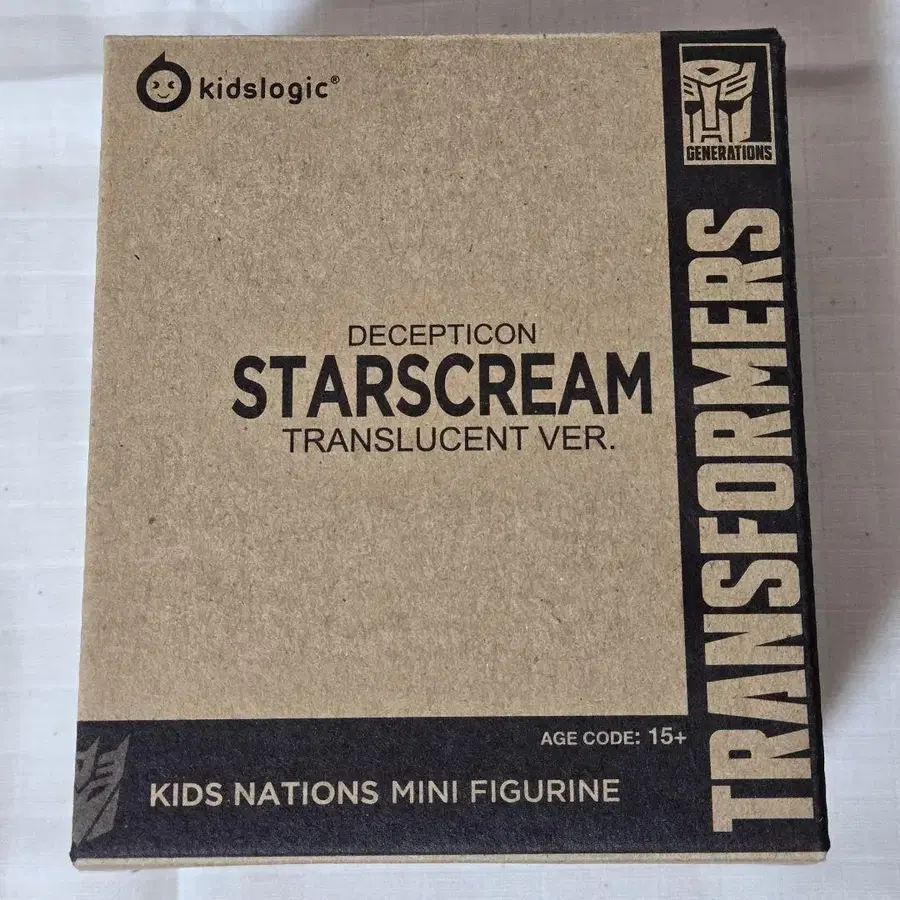 kidslogic®
GENERATIONS
TRANSFORMERS
DECEPTICON
STARSCREAM
TRANSLUCENT VER.
AGE CODE: 15+
KIDS NATIONS MINI FIGURINE